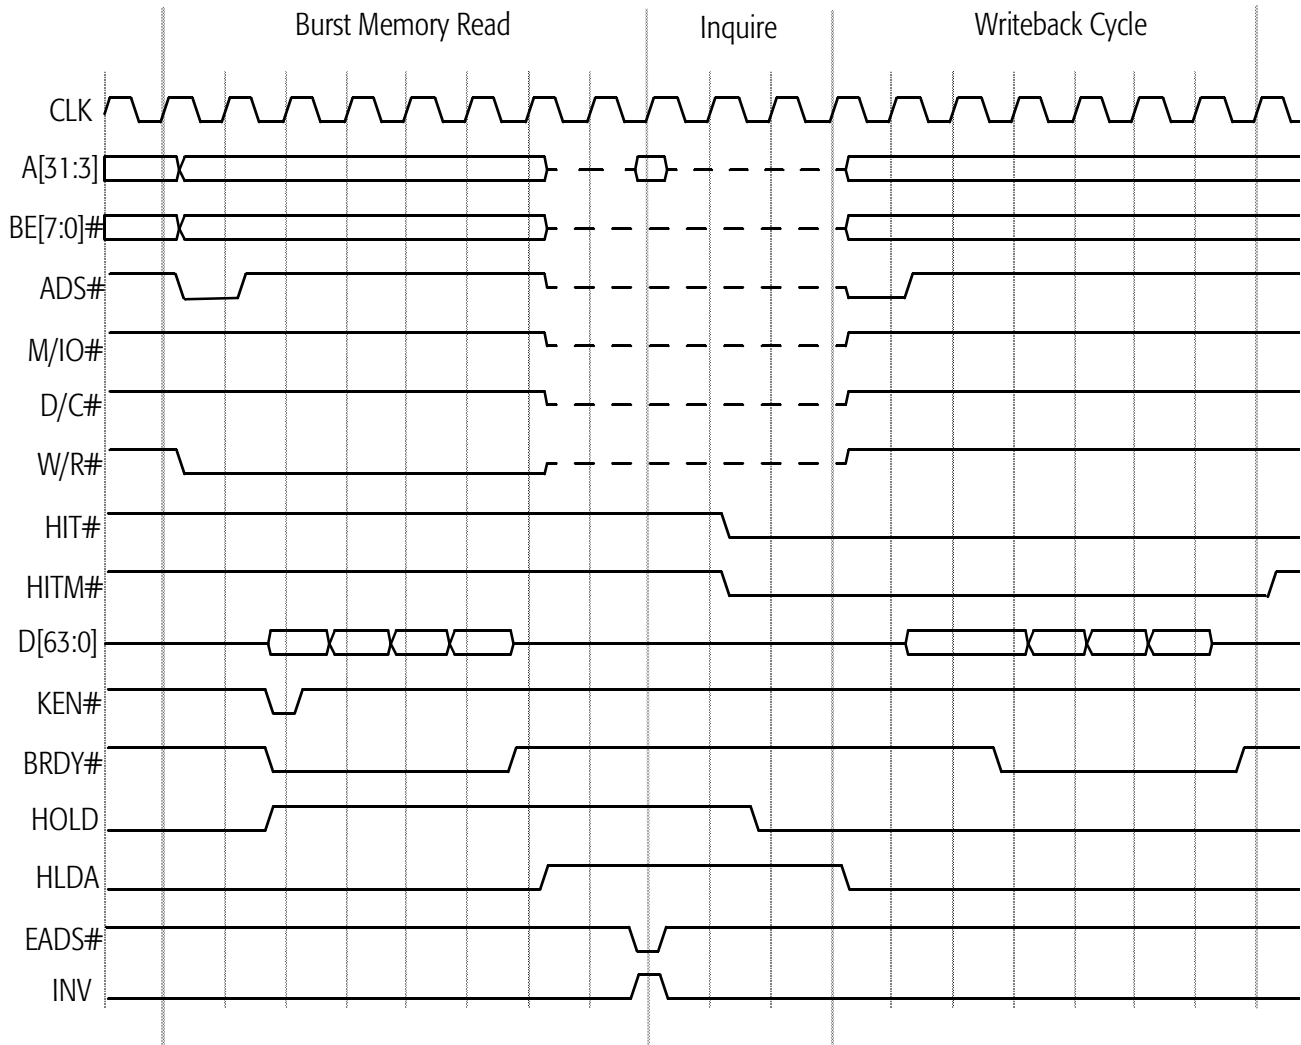 Burst Memory Read
Inquire
Writeback Cycle
CLK
A[31:3]
BE[7:0]#
ADS#
M/IO#
D/C#
W/R#
HIT#
HITM#
D[63:0]
KEN#
BRDY#
HOLD
HLDA
EADS#
INV